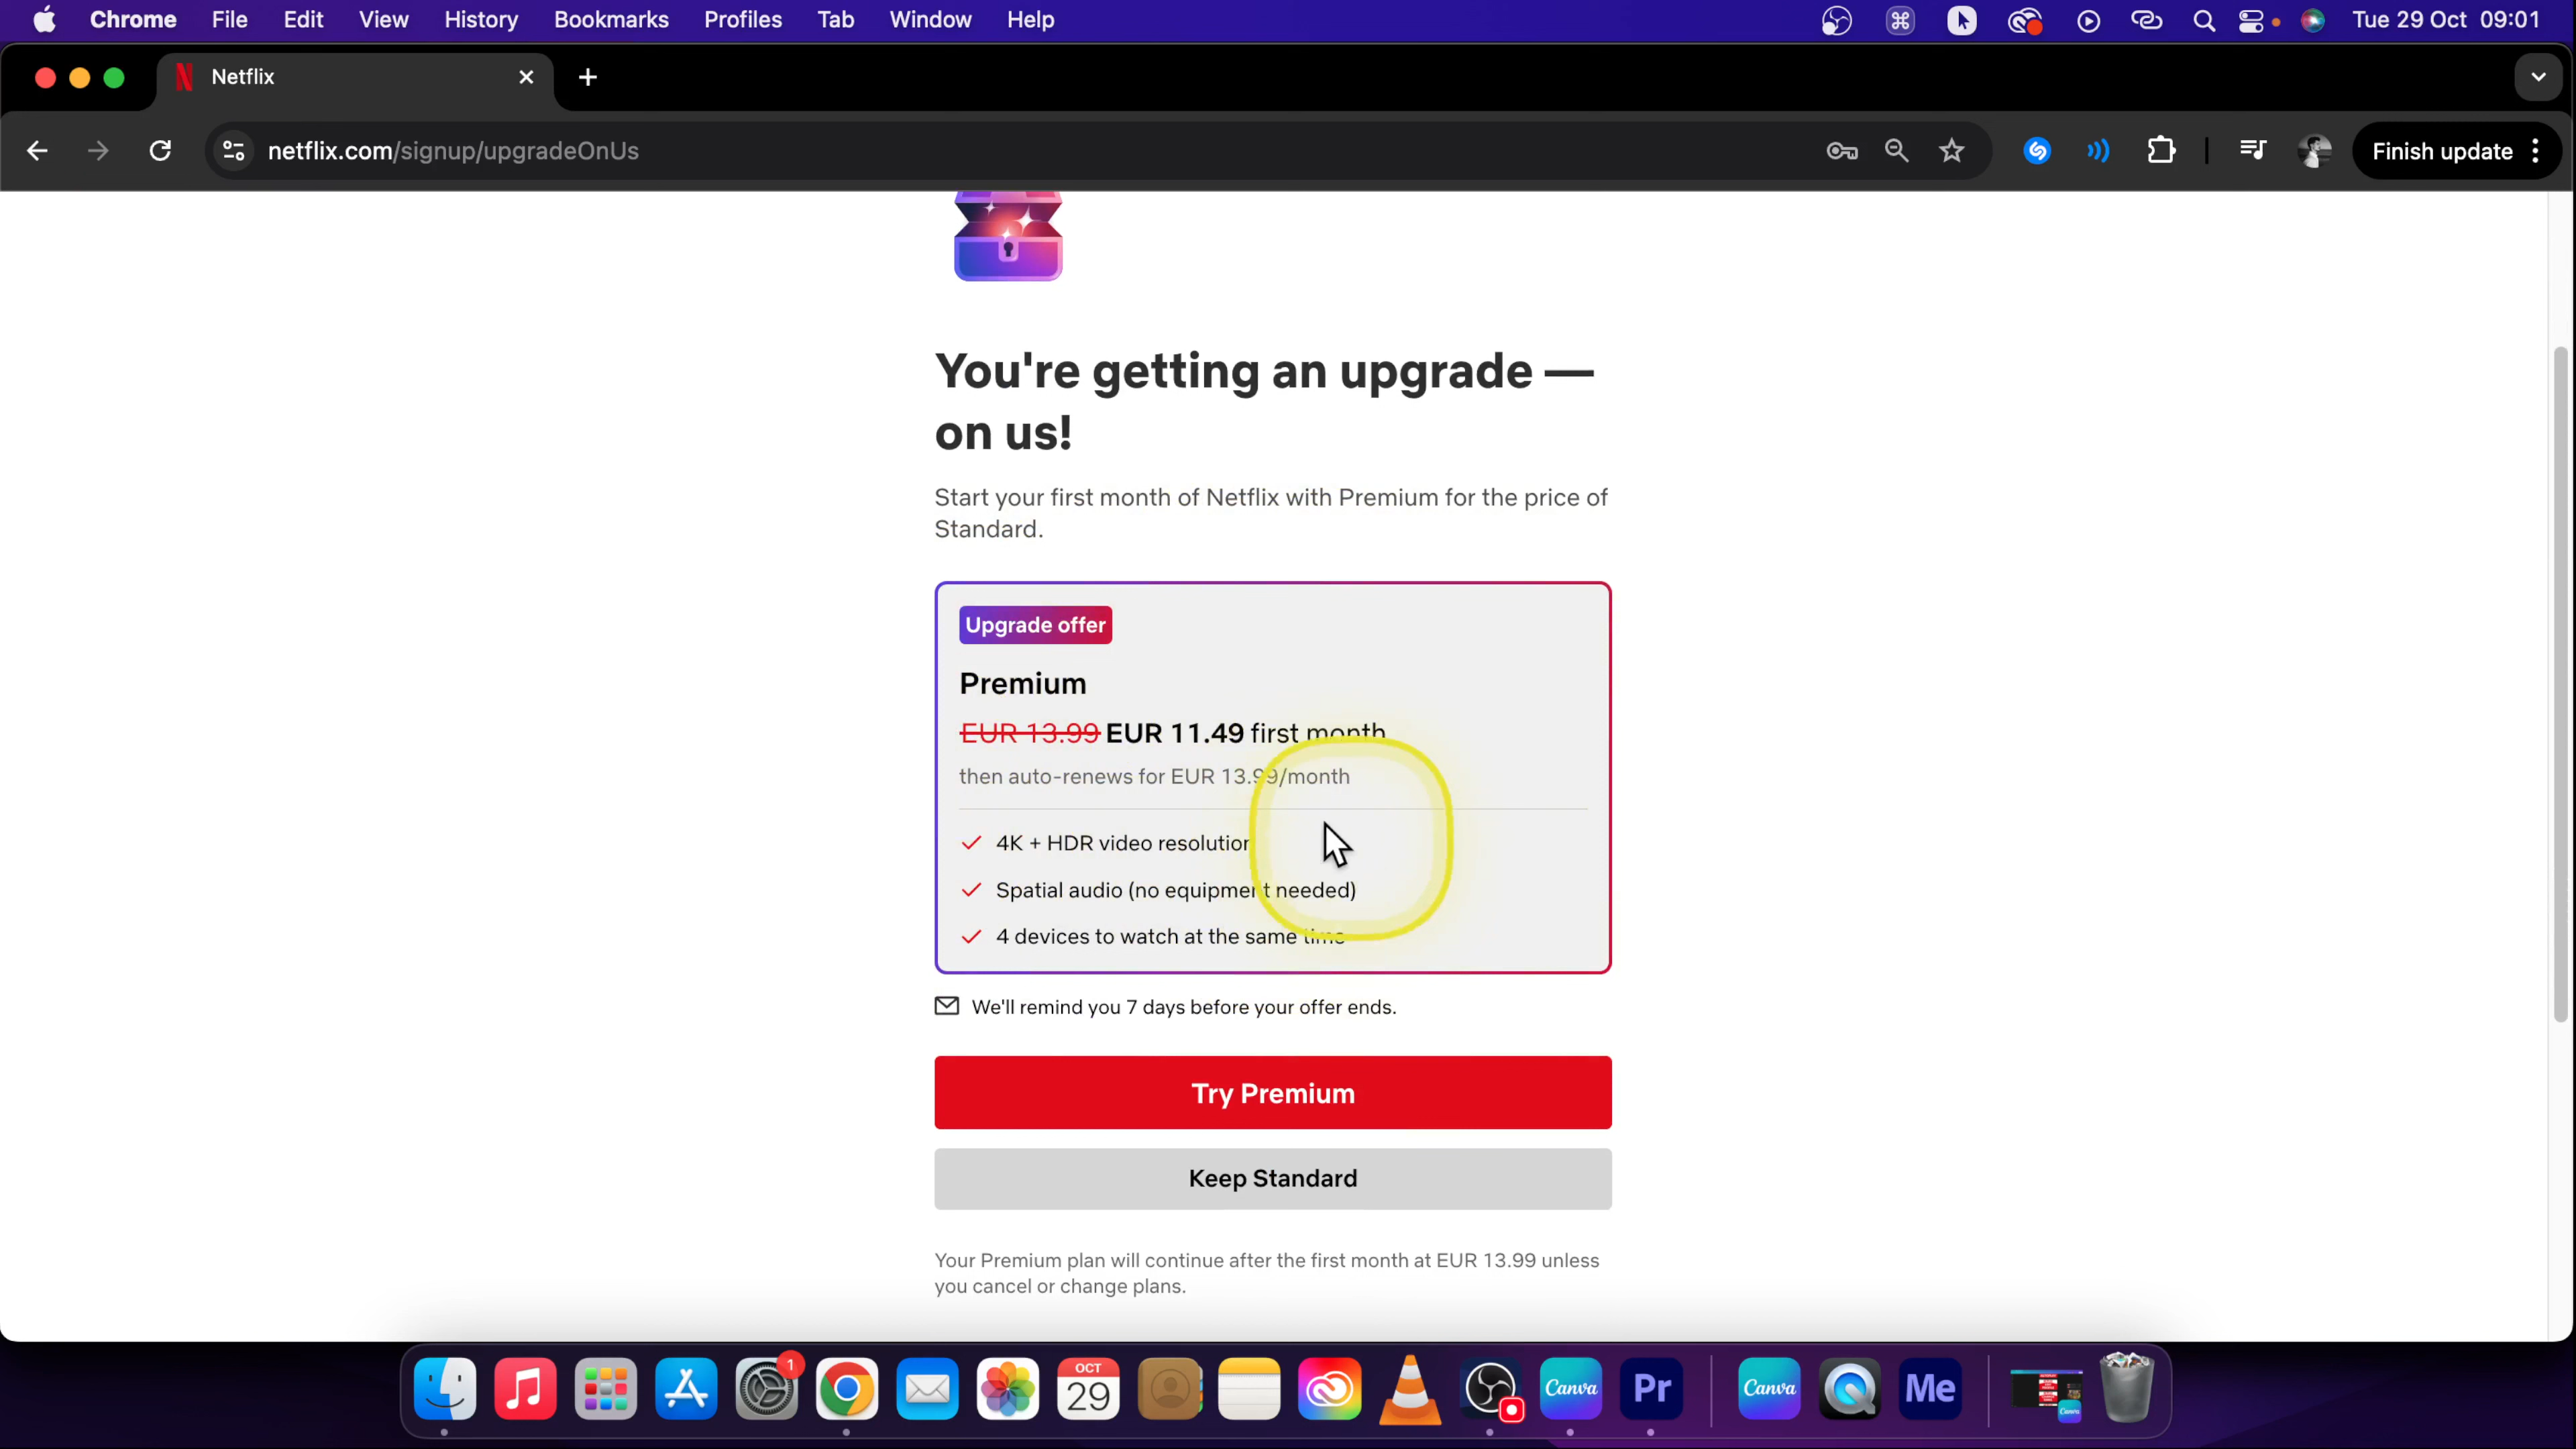 Chrome File Edit View History Bookmarks Profiles Tab Window Help Tue 29 Oct 09:01
Netflix
netflix.com/signup/upgradeOnUs Finish update
You're getting an upgrade —
on us!
Start your first month of Netflix with Premium for the price of
Standard.
Upgrade offer
Premium
EUR 13.99 EUR 11.49 first month
then auto-renews for EUR 13.99/month
4K + HDR video resolution
Spatial audio (no equipment needed)
4 devices to watch at the same time
We'll remind you 7 days before your offer ends.
Try Premium
Keep Standard
Your Premium plan will continue after the first month at EUR 13.99 unless
you cancel or change plans.
1
OCT
29
Canva
Pr
Canva
Me